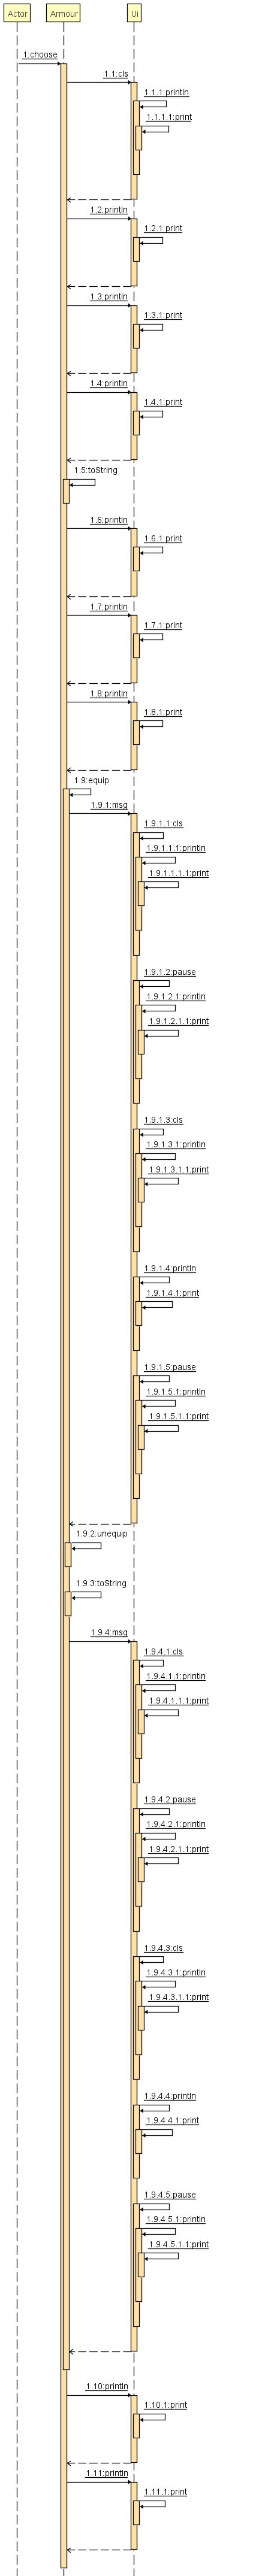 Actor Armour Ui
1:choose
1.1:cls
1.1.1:println
1.1.1.1:print
1.2:println
1.2.1:print
1.3:println
1.3.1:print
1.4:println
1.4.1:print
1.5:toString
1.6:println
1.6.1:print
1.7:println
1.7.1:print
1.8:println
1.8.1:print
1.9:equip
1.9.1:msg
1.9.1.1:cls
1.9.1.1.1:println
1.9.1.1.1.1:print
1.9.1.2:pause
1.9.1.2.1:println
1.9.1.2.1.1:print
1.9.1.3:cls
1.9.1.3.1:println
1.9.1.3.1.1:print
1.9.1.4:println
1.9.1.4.1:print
1.9.1.5:pause
1.9.1.5.1:println
1.9.1.5.1.1:print
1.9.2:unequip
1.9.3:toString
1.9.4:msg
1.9.4.1:cls
1.9.4.1.1:println
1.9.4.1.1.1:print
1.9.4.2:pause
1.9.4.2.1:println
1.9.4.2.1.1:print
1.9.4.3:cls
1.9.4.3.1:println
1.9.4.3.1.1:print
1.9.4.4:println
1.9.4.4.1:print
1.9.4.5:pause
1.9.4.5.1:println
1.9.4.5.1.1:print
1.10:println
1.10.1:print
1.11:println
1.11.1:print